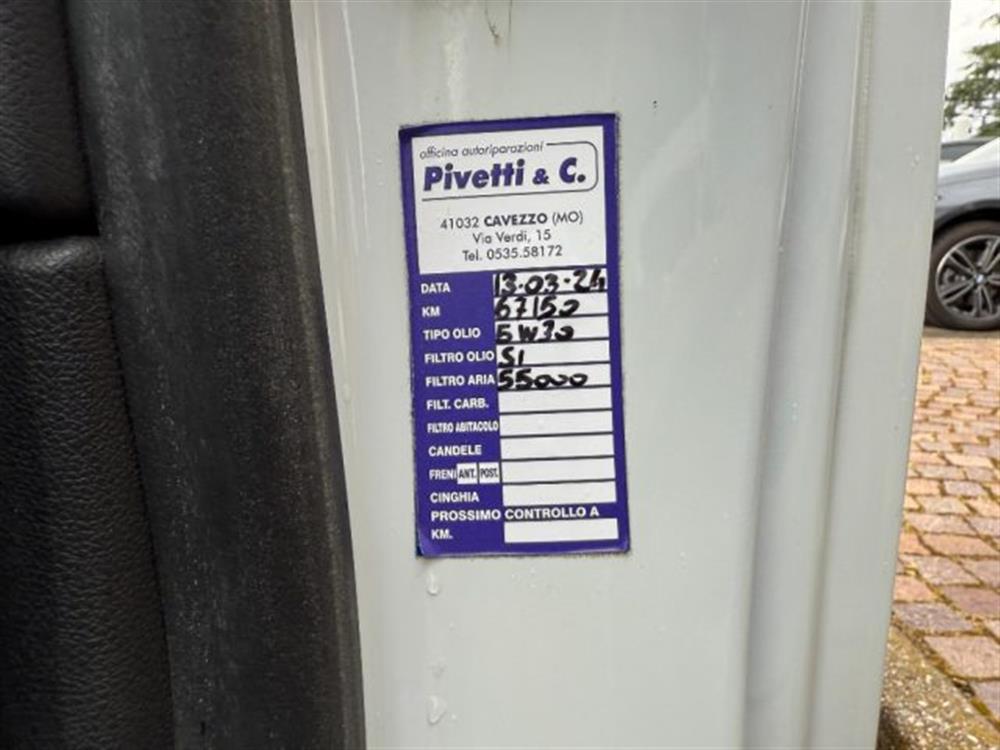 officina autoriparazioni
Pivetti & C.
41032 CAVEZZO (MO)
Via Verdi, 15
Tel. 0535.58172
DATA 13-03-24
KM 67150
TIPO OLIO 5W30
FILTRO OLIO SI
FILTRO ARIA 55000
FILT. CARB.
FILTRO ABITACOLO
CANDELE
FRENI ANT. POST.
CINGHIA
PROSSIMO CONTROLLO A
KM.